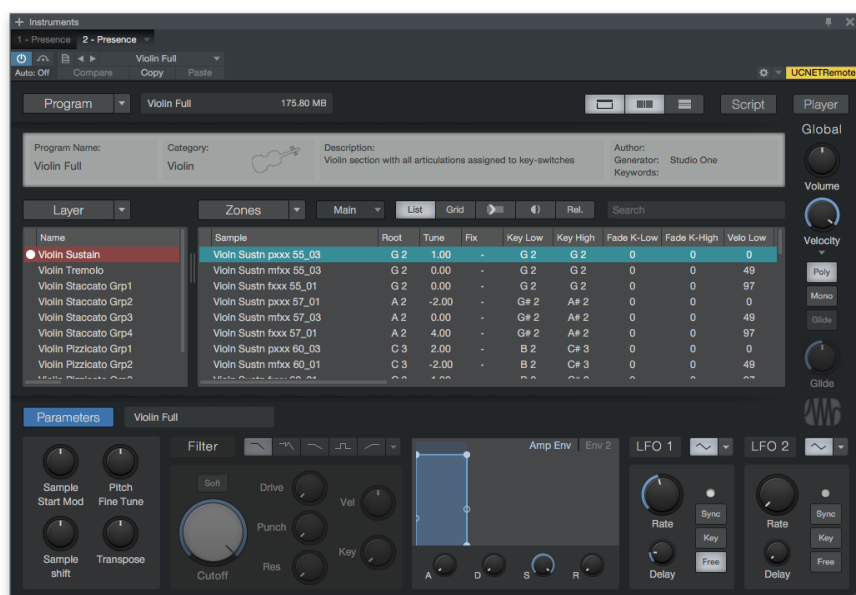 Instruments
1 - Presence 2 - Presence
Violin Full
Auto: Off Compare Copy Paste
UCNETRemote
Program Violin Full 175.80 MB Script Player
Global
Program Name: Category: Description: Author:
Violin Full Violin Violin section with all articulations assigned to key-switches Generator: Studio One
Keywords:
Volume
Layer Zones Main List Grid Rel. Search
Name Sample Root Tune Fix Key Low Key High Fade K-Low Fade K-High Velo Low
Velocity
Violin Sustain Violn Sustn pxxx 55_03 G 2 1.00 - G 2 G 2 0 0 0
Violin Tremolo Violn Sustn mfxx 55_03 G 2 0.00 - G 2 G 2 0 0 49
Poly
Violin Staccato Grp1 Violn Sustn fxxx 55_01 G 2 0.00 - G 2 G 2 0 0 97
Violin Staccato Grp2 Violn Sustn pxxx 57_01 A 2 -2.00 - G# 2 A# 2 0 0 0
Mono
Violin Staccato Grp3 Violn Sustn mfxx 57_03 A 2 0.00 - G# 2 A# 2 0 0 49
Glide
Violin Staccato Grp4 Violn Sustn fxxx 57_01 A 2 4.00 - G# 2 A# 2 0 0 97
Violin Pizzicato Grp1 Violn Sustn pxxx 60_03 C 3 2.00 - B 2 C# 3 0 0 0
Violin Pizzicato Grp2 Violn Sustn mfxx 60_01 C 3 -2.00 - B 2 C# 3 0 0 49
Glide
Parameters Violin Full
Filter Amp Env Env 2 LFO 1 LFO 2
Sample Start Mod
Pitch Fine Tune
Sample shift
Transpose
Soft Drive Vel
Punch
Key
Res
Cutoff
A D S R
Rate Sync Key Free Delay
Rate Sync Key Free Delay